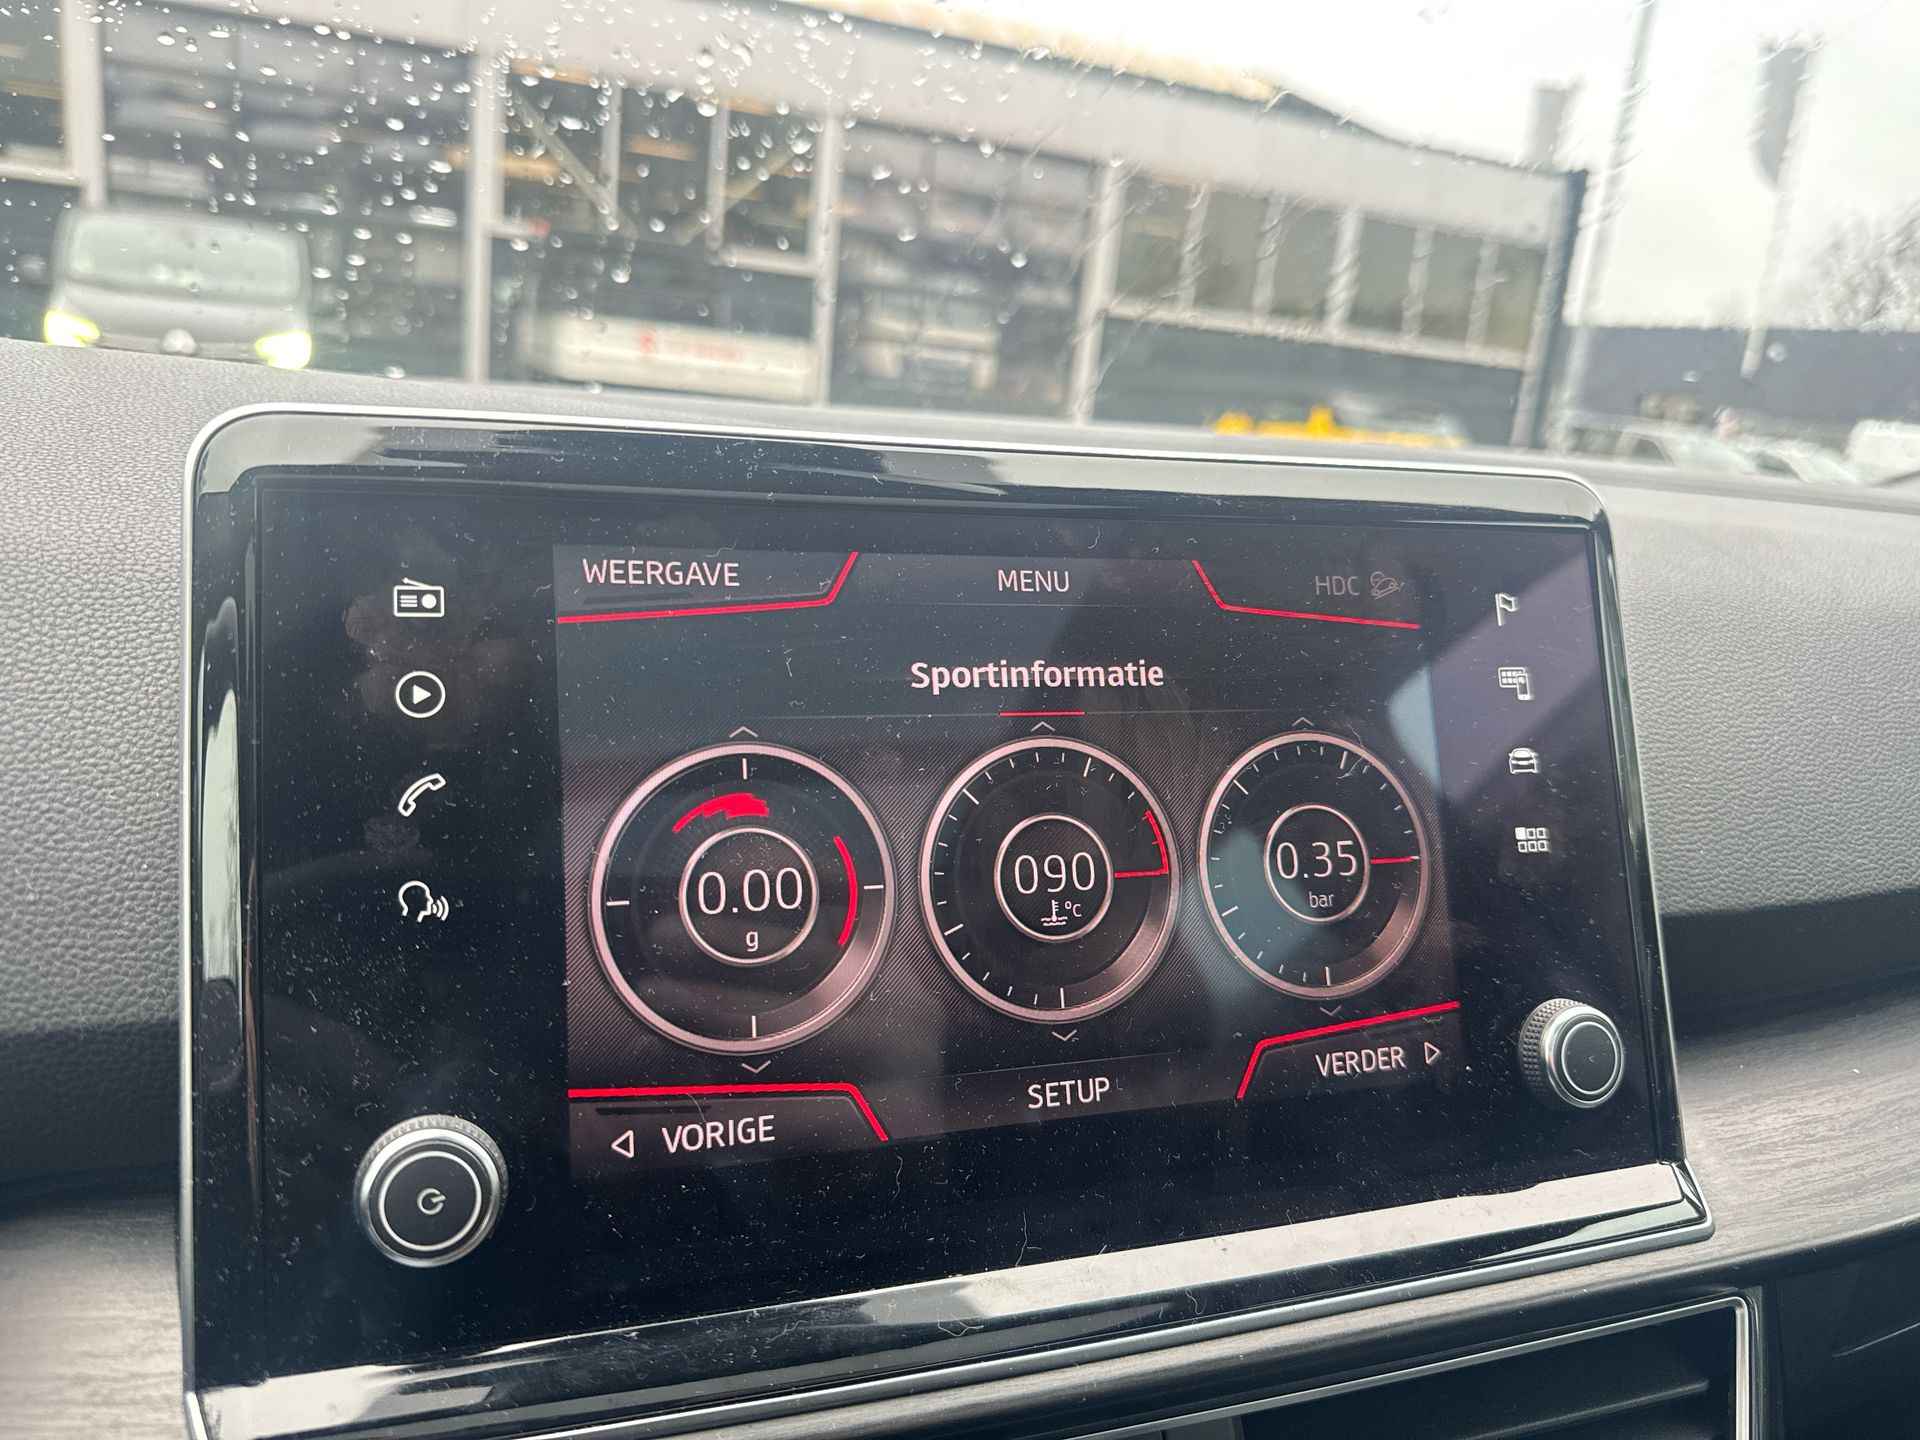 WEERGAVE
MENU
HDC
Sportinformatie
0.00
g
090
°C
0.35
bar
VORIGE
SETUP
VERDER